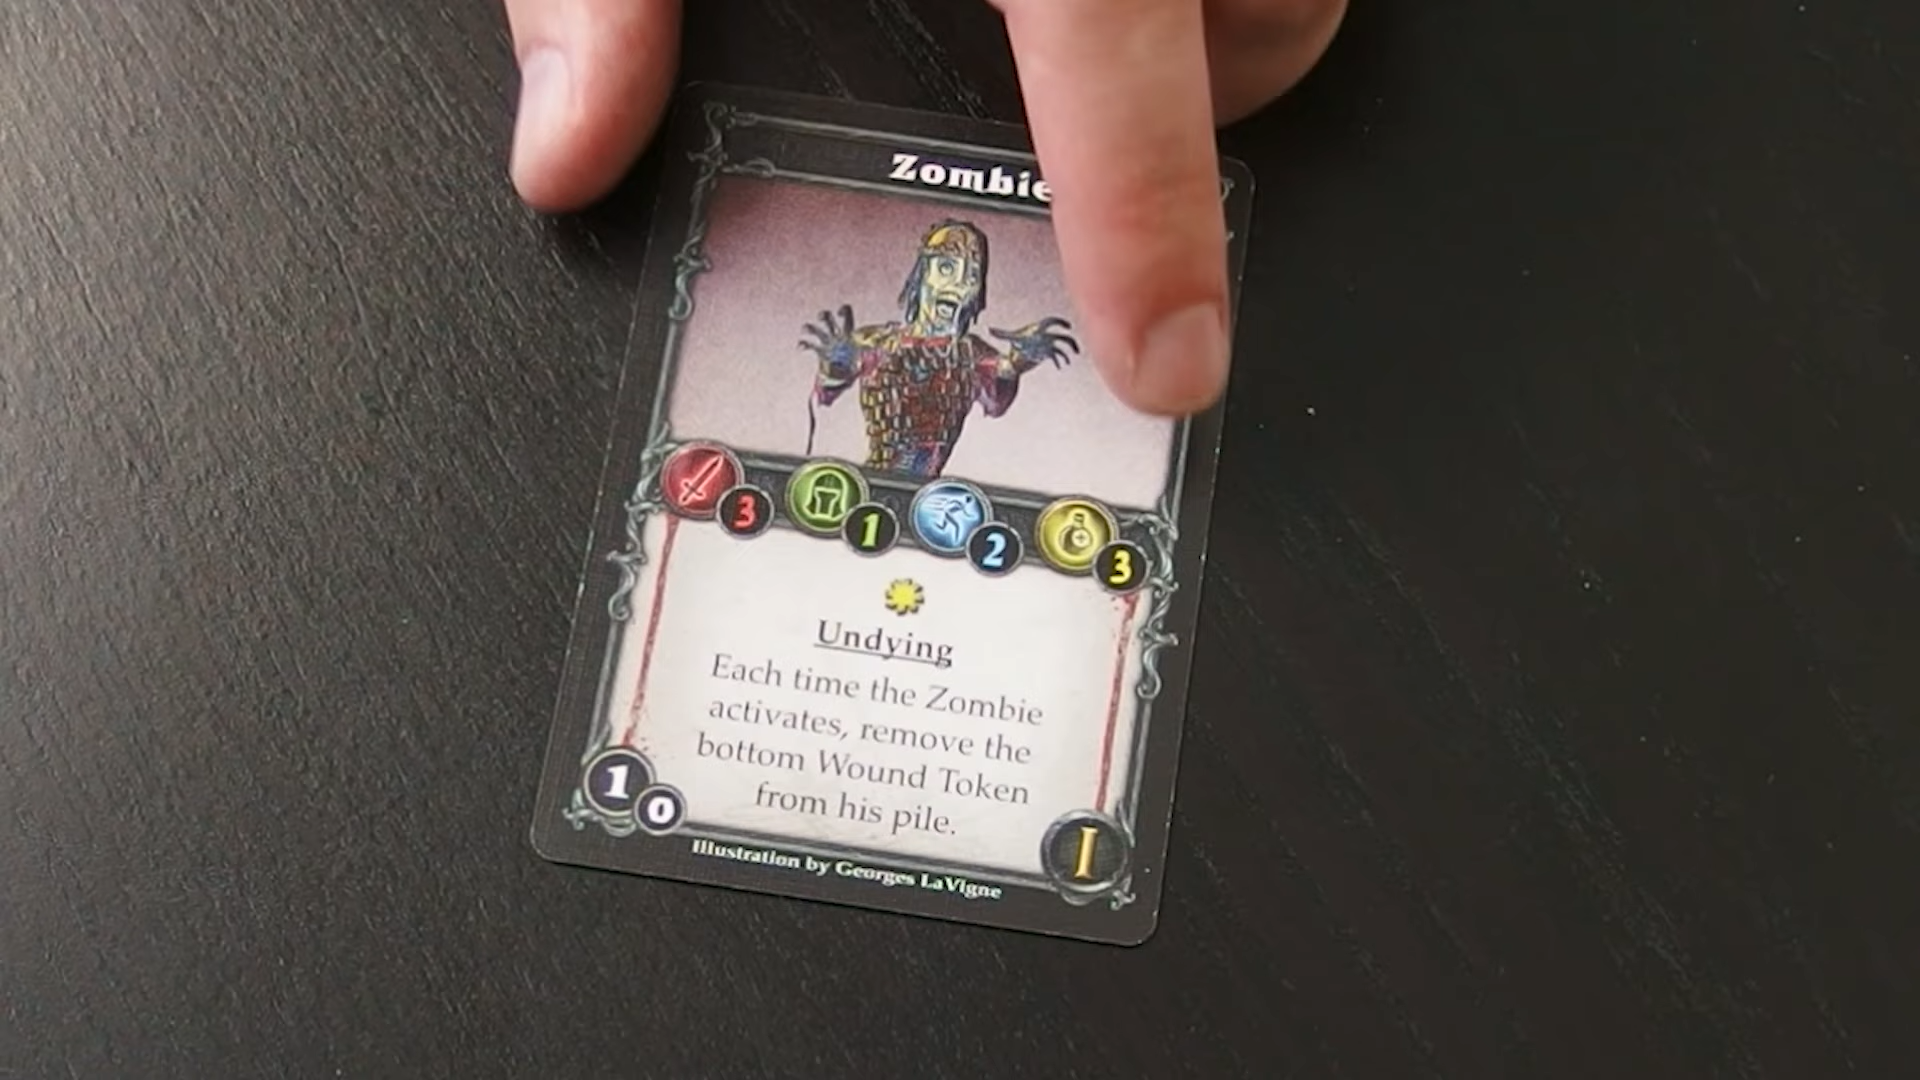 Zombie
3 1 2 3
Undying
Each time the Zombie
activates, remove the
bottom Wound Token
from his pile.
1 0
I
Illustration by Georges LaVigne